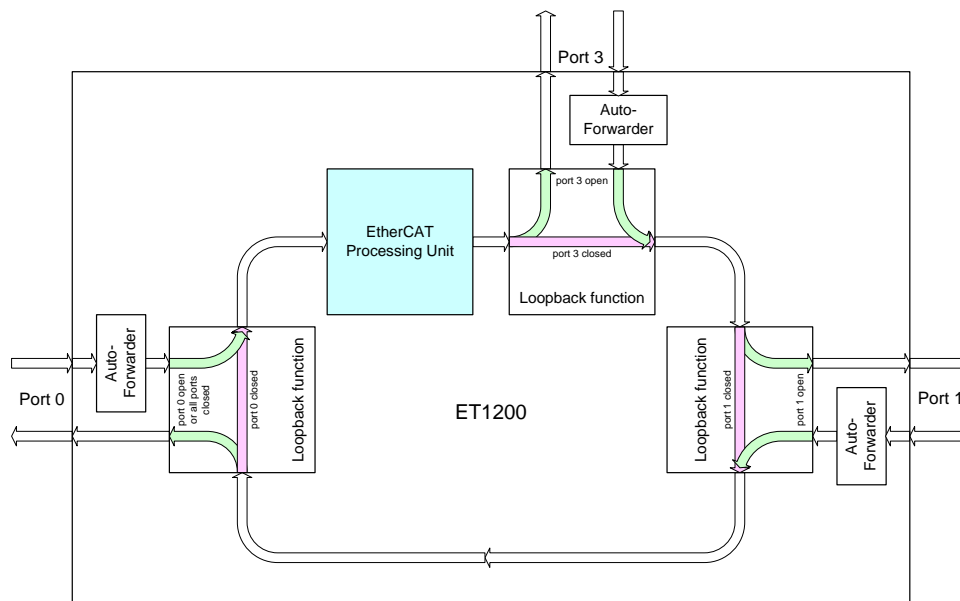 Port 3
Auto-
Forwarder
port 3 open
EtherCAT
Processing Unit
port 3 closed
Loopback function
Port 0
Auto-
Forwarder
port 0 open
or all ports
closed
port 0 closed
Loopback function
ET1200
Loopback function
port 1 closed
port 1 open
Auto-
Forwarder
Port 1